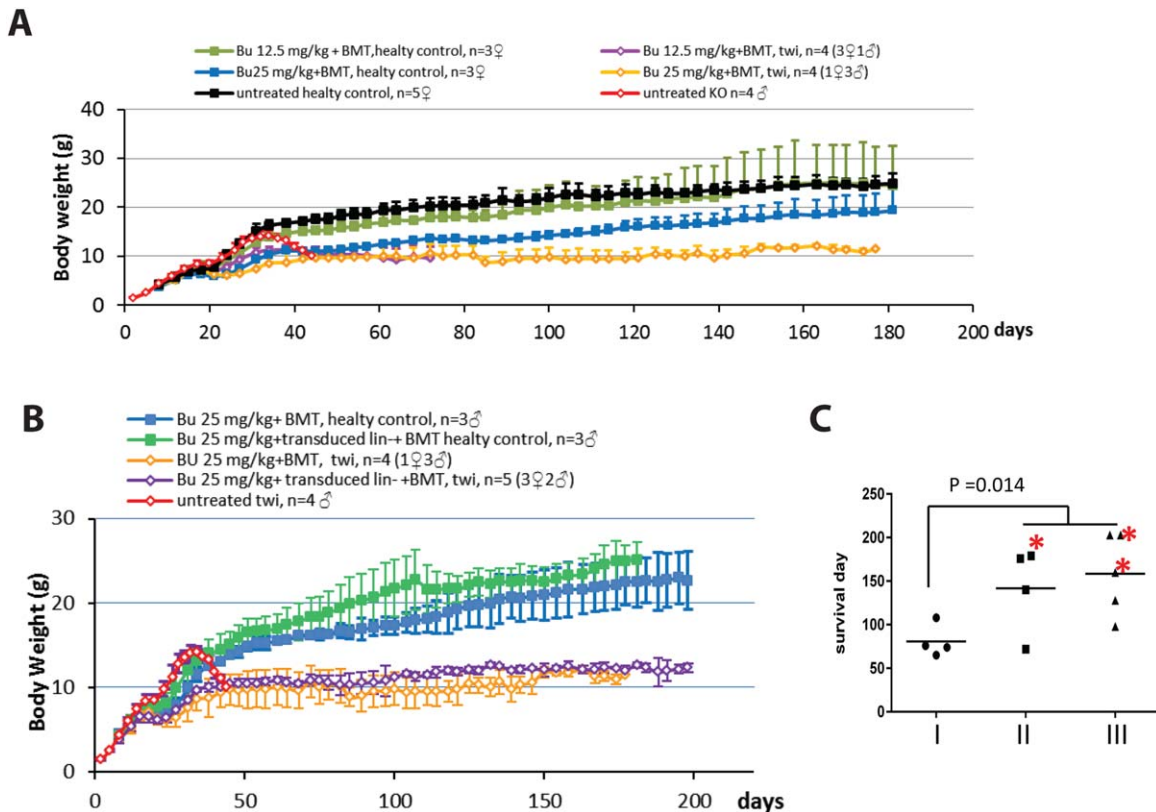 A
Bu 12.5 mg/kg + BMT,healty control, n=3♀
Bu 12.5 mg/kg+BMT, twi, n=4 (3♀1♂)
Bu25 mg/kg+BMT, healty control, n=3♀
Bu 25 mg/kg+BMT, twi, n=4 (1♀3♂)
untreated healty control, n=5♀
untreated KO n=4 ♂
Body weight (g)
40
30
20
10
0
0 20 40 60 80 100 120 140 160 180 200 days
B
Bu 25 mg/kg+ BMT, healty control, n=3♂
Bu 25 mg/kg+transduced lin-+ BMT healty control, n=3♂
BU 25 mg/kg+BMT, twi, n=4 (1♀3♂)
Bu 25 mg/kg+ transduced lin- +BMT, twi, n=5 (3♀2♂)
untreated twi, n=4 ♂
Body Weight (g)
30
20
10
0
0 50 100 150 200 days
C
P =0.014
survival day
250
200
150
100
50
0
* * *
I II III